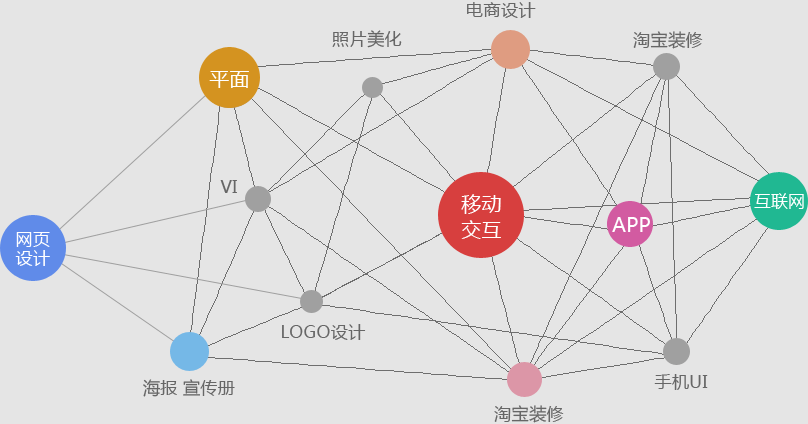 电商设计
照片美化
淘宝装修
平面
VI
移动
交互
互联网
APP
网页
设计
LOGO设计
海报 宣传册
手机UI
淘宝装修